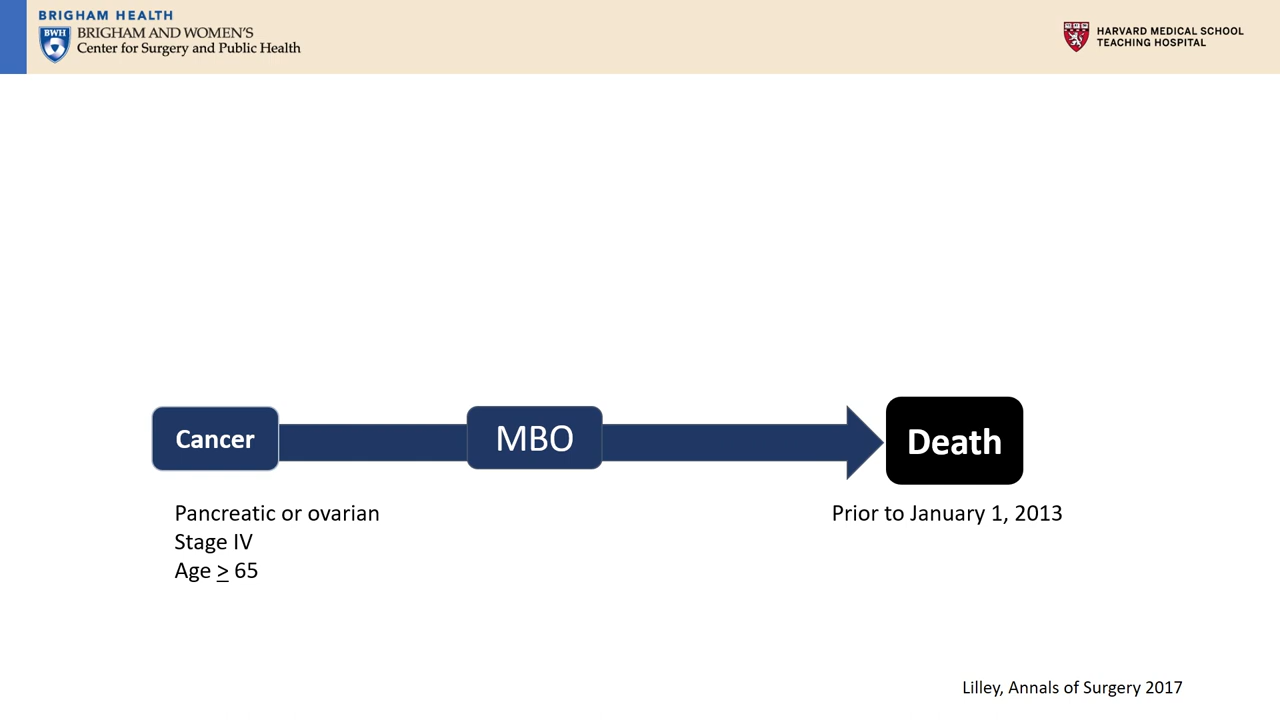 BRIGHAM HEALTH
BWH
BRIGHAM AND WOMEN'S
Center for Surgery and Public Health
HARVARD MEDICAL SCHOOL
TEACHING HOSPITAL
Cancer
MBO
Death
Pancreatic or ovarian
Stage IV
Age > 65
Prior to January 1, 2013
Lilley, Annals of Surgery 2017